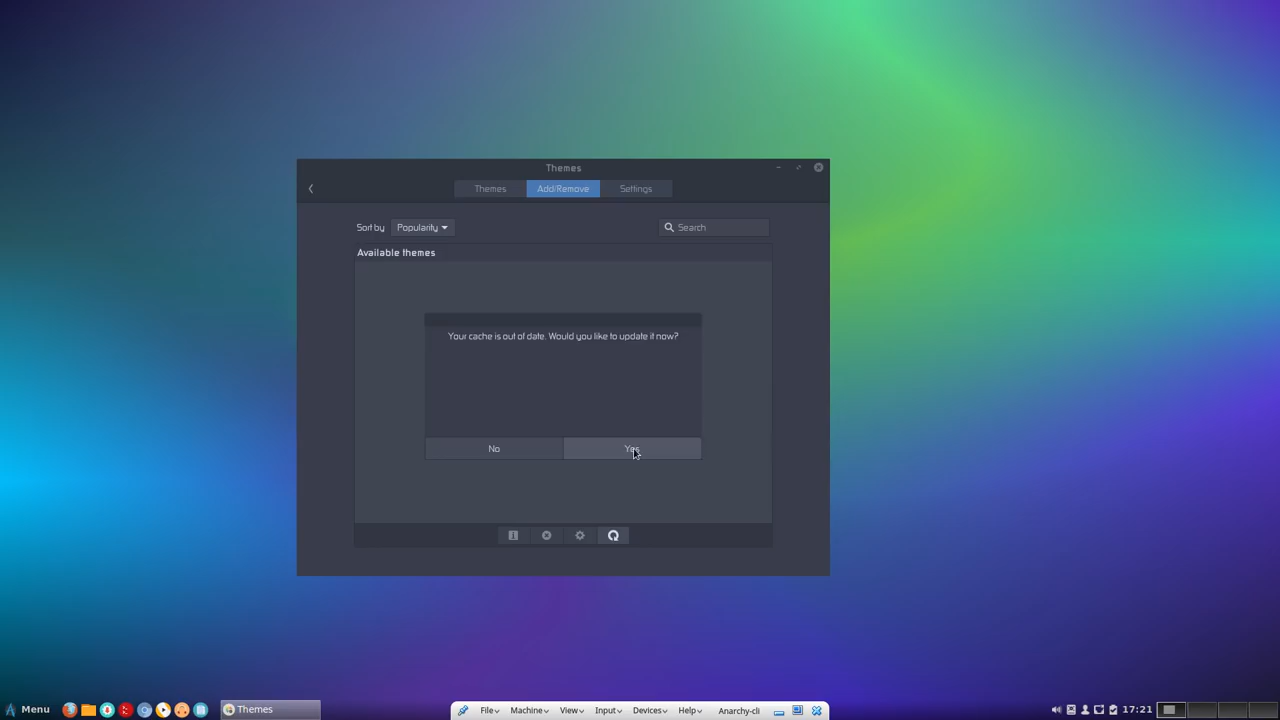 Themes
Themes Add/Remove Settings
Sort by Popularity Search
Available themes
Your cache is out of date. Would you like to update it now?
No Yes
Menu Themes File Machine View Input Devices Help Anarchy-cli 17:21